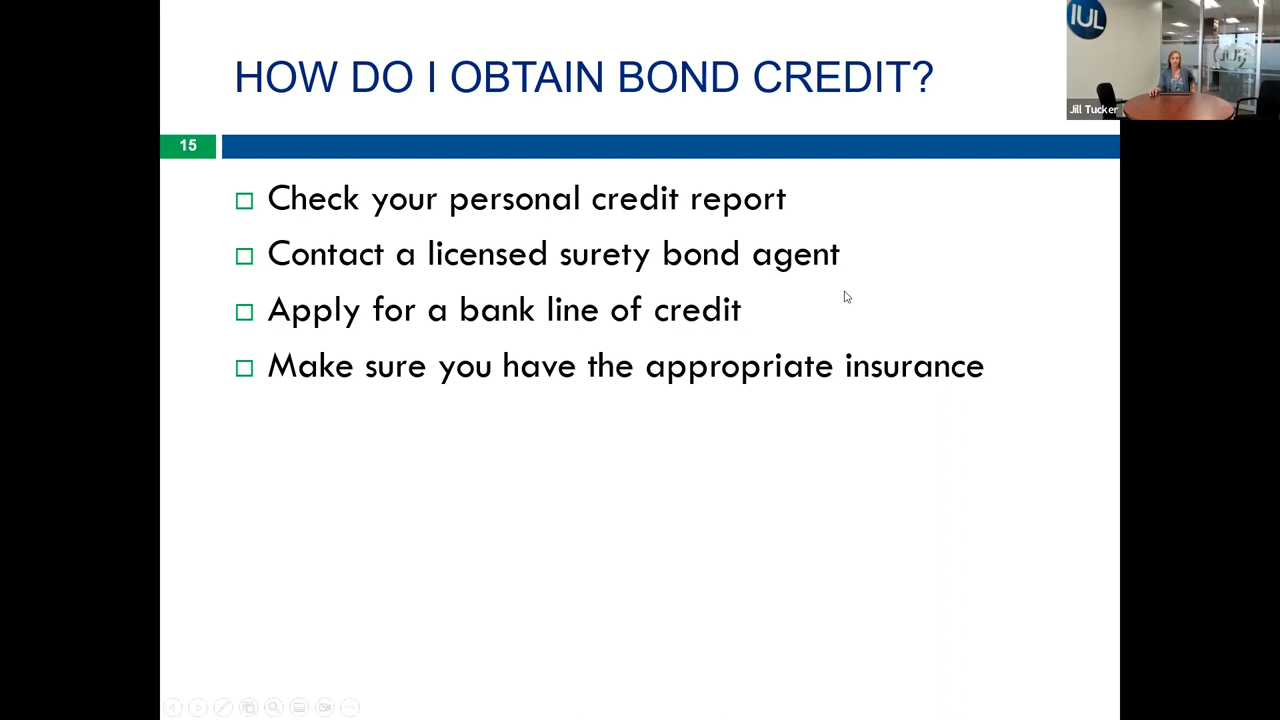 HOW DO I OBTAIN BOND CREDIT?
IUL
IUL
Jill Tucker
15
Check your personal credit report
Contact a licensed surety bond agent
Apply for a bank line of credit
Make sure you have the appropriate insurance